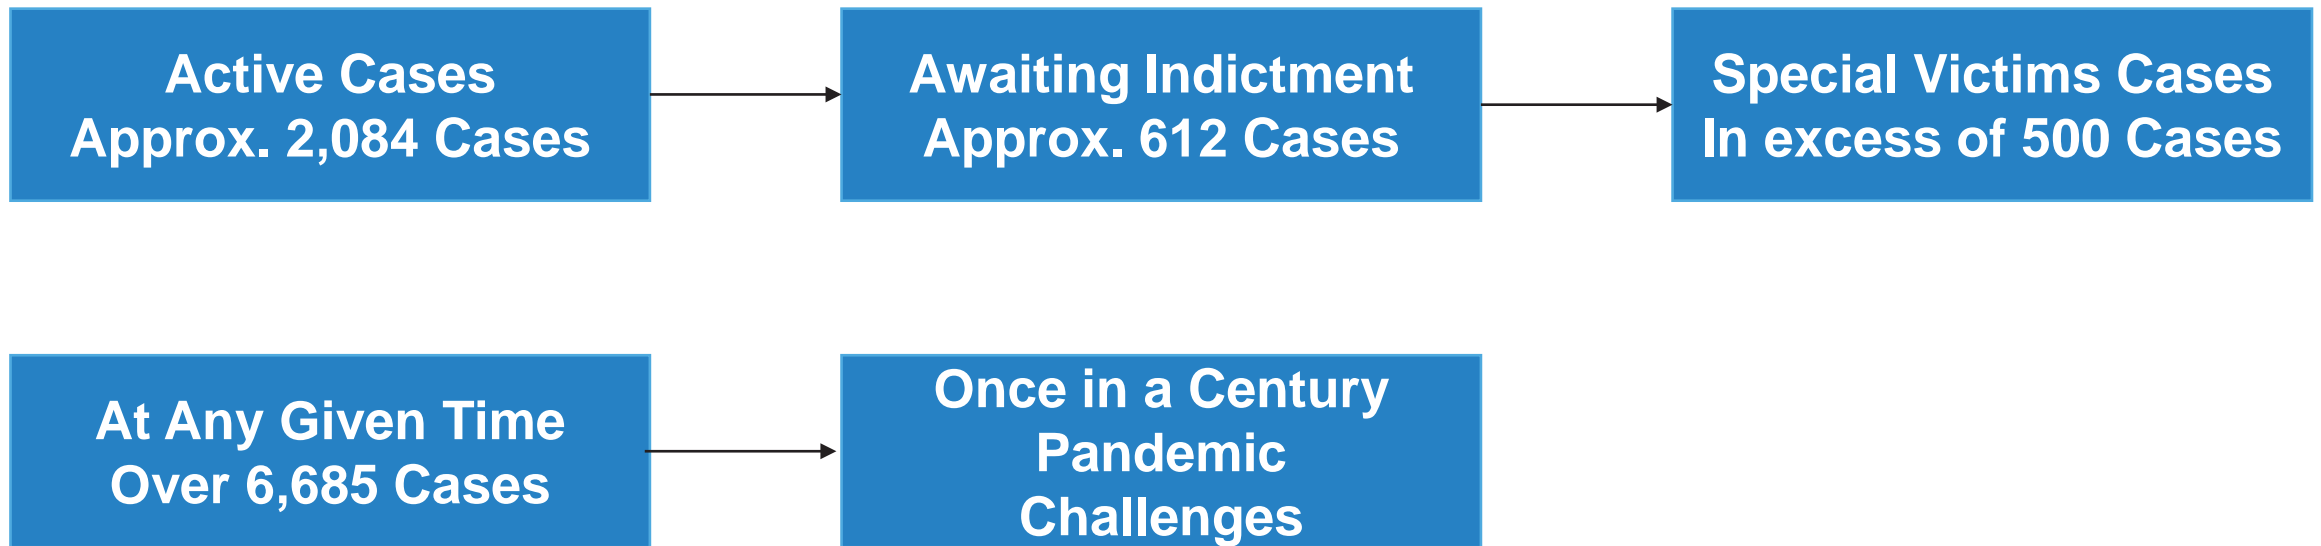 Active Cases
Approx. 2,084 Cases
Awaiting Indictment
Approx. 612 Cases
Special Victims Cases
In excess of 500 Cases
At Any Given Time
Over 6,685 Cases
Once in a Century
Pandemic
Challenges